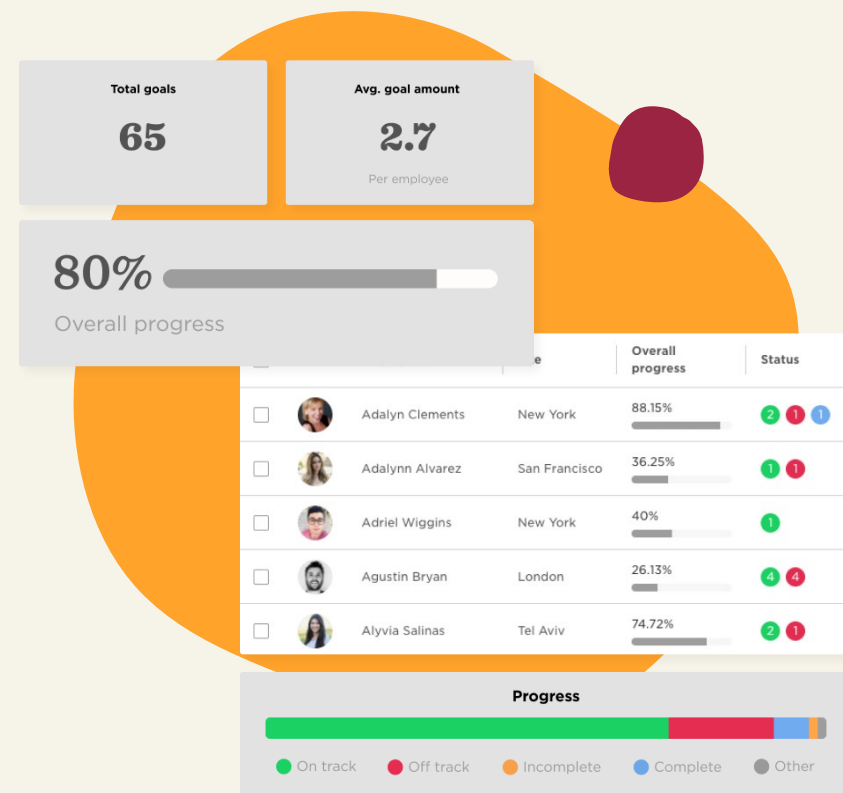 Total goals
65
Avg. goal amount
2.7
Per employee
80%
Overall progress
e
Overall
progress
Status
Adalyn Clements
New York
88.15%
2 1 1
Adalynn Alvarez
San Francisco
36.25%
1 1
Adriel Wiggins
New York
40%
1
Agustin Bryan
London
26.13%
4 4
Alyvia Salinas
Tel Aviv
74.72%
2 1
Progress
On track
Off track
Incomplete
Complete
Other